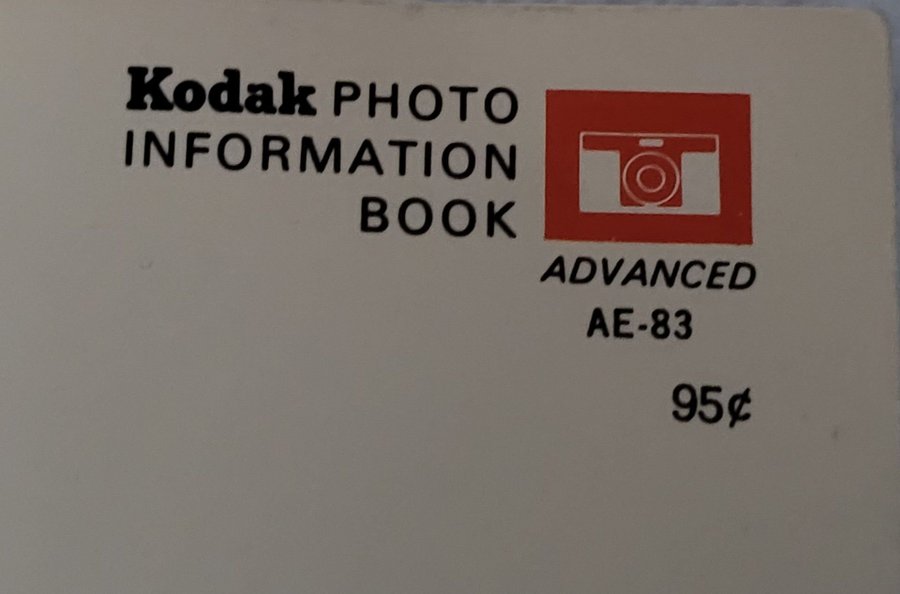 Kodak PHOTO
INFORMATION
BOOK
ADVANCED
AE-83
95¢